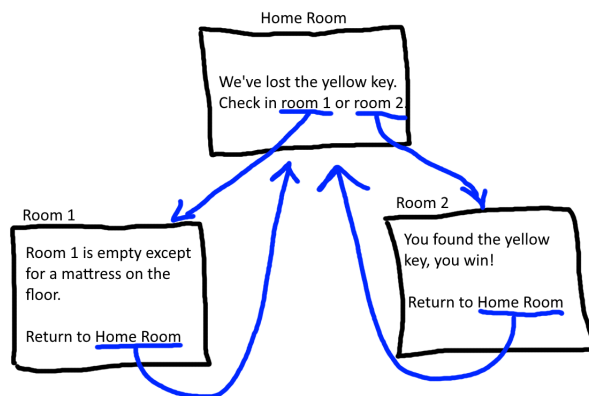 Home Room
We've lost the yellow key.
Check in room 1 or room 2.
Room 1
Room 1 is empty except
for a mattress on the
floor.
Return to Home Room
Room 2
You found the yellow
key, you win!
Return to Home Room